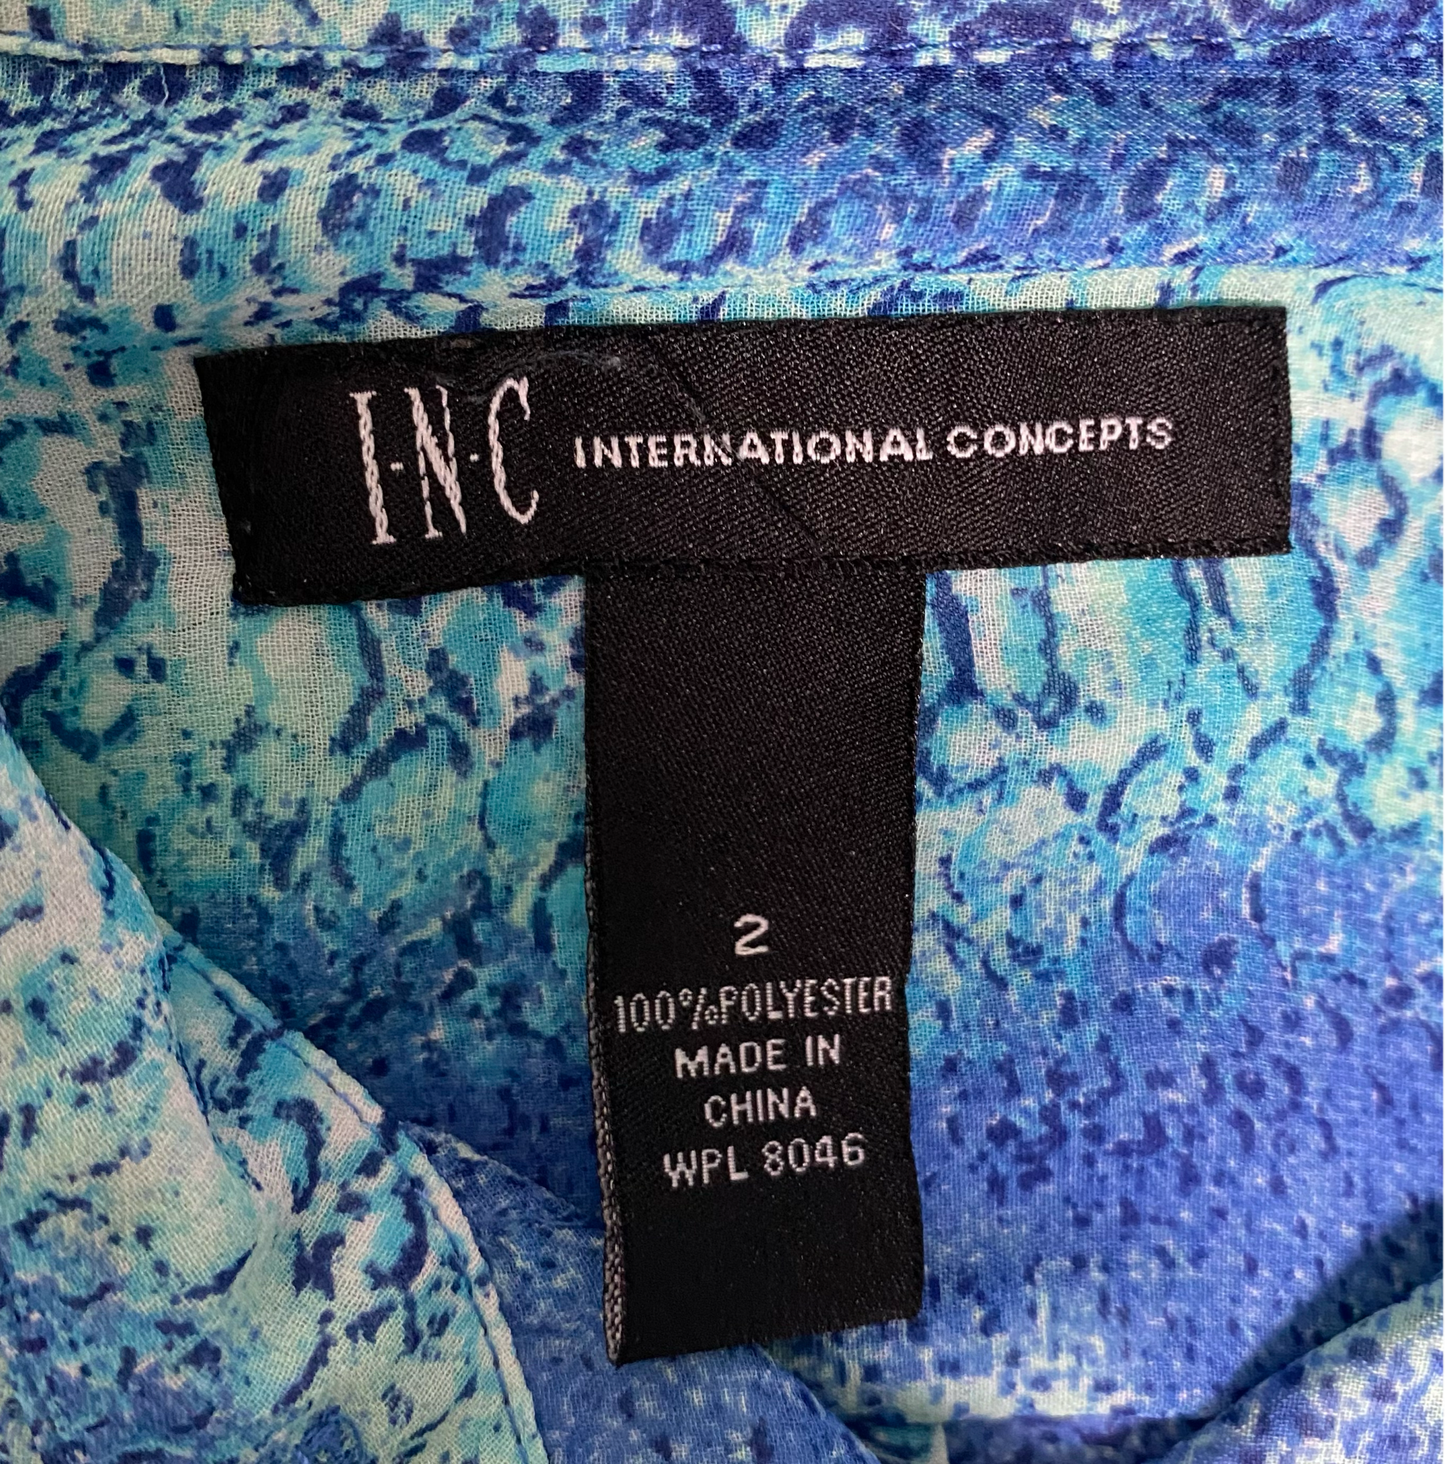 I-N-C INTERNATIONAL CONCEPTS
2
100%POLYESTER
MADE IN
CHINA
WPL 8046